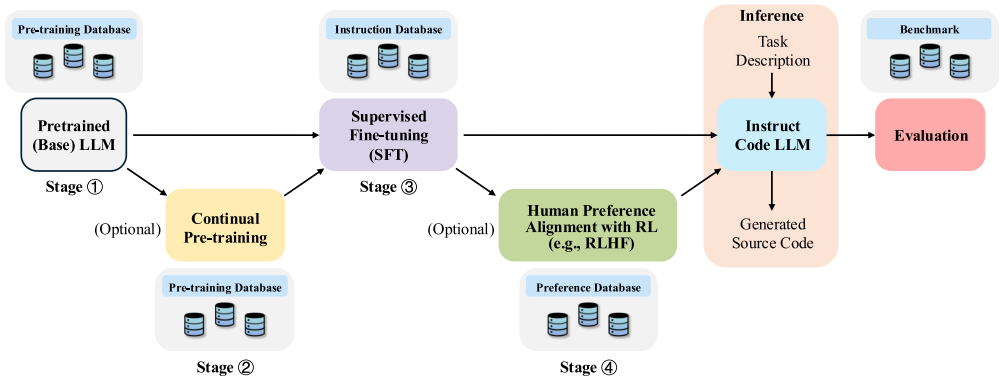 Pre-training Database
Pretrained
(Base) LLM
Stage ①
(Optional)
Continual
Pre-training
Pre-training Database
Stage ②
Instruction Database
Supervised
Fine-tuning
(SFT)
Stage ③
(Optional)
Human Preference
Alignment with RL
(e.g., RLHF)
Preference Database
Stage ④
Inference
Task
Description
Instruct
Code LLM
Generated
Source Code
Benchmark
Evaluation